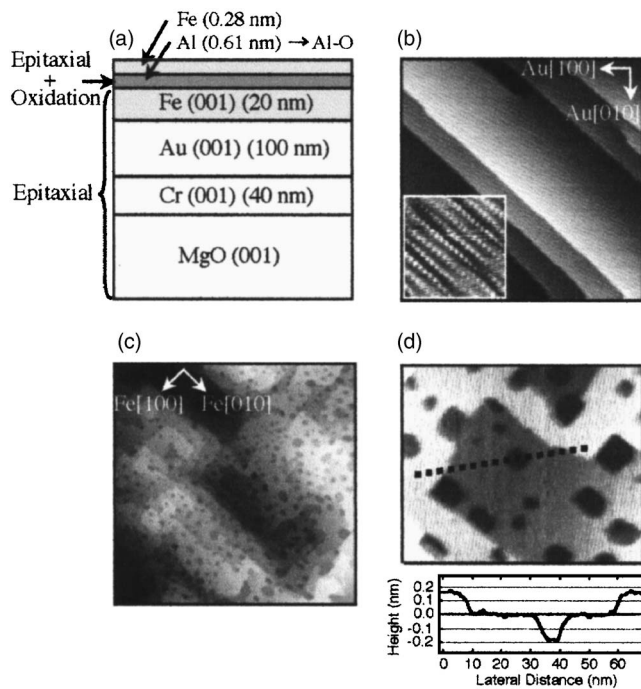 (a)
Fe (0.28 nm)
Al (0.61 nm) → Al-O
Epitaxial
+
Oxidation
Fe (001) (20 nm)
Au (001) (100 nm)
Epitaxial
Cr (001) (40 nm)
MgO (001)
(b)
Au[100]
Au[010]
(c)
Fe[100] Fe[010]
(d)
Height (nm)
0.2
0.1
0.0
-0.1
-0.2
0 10 20 30 40 50 60
Lateral Distance (nm)